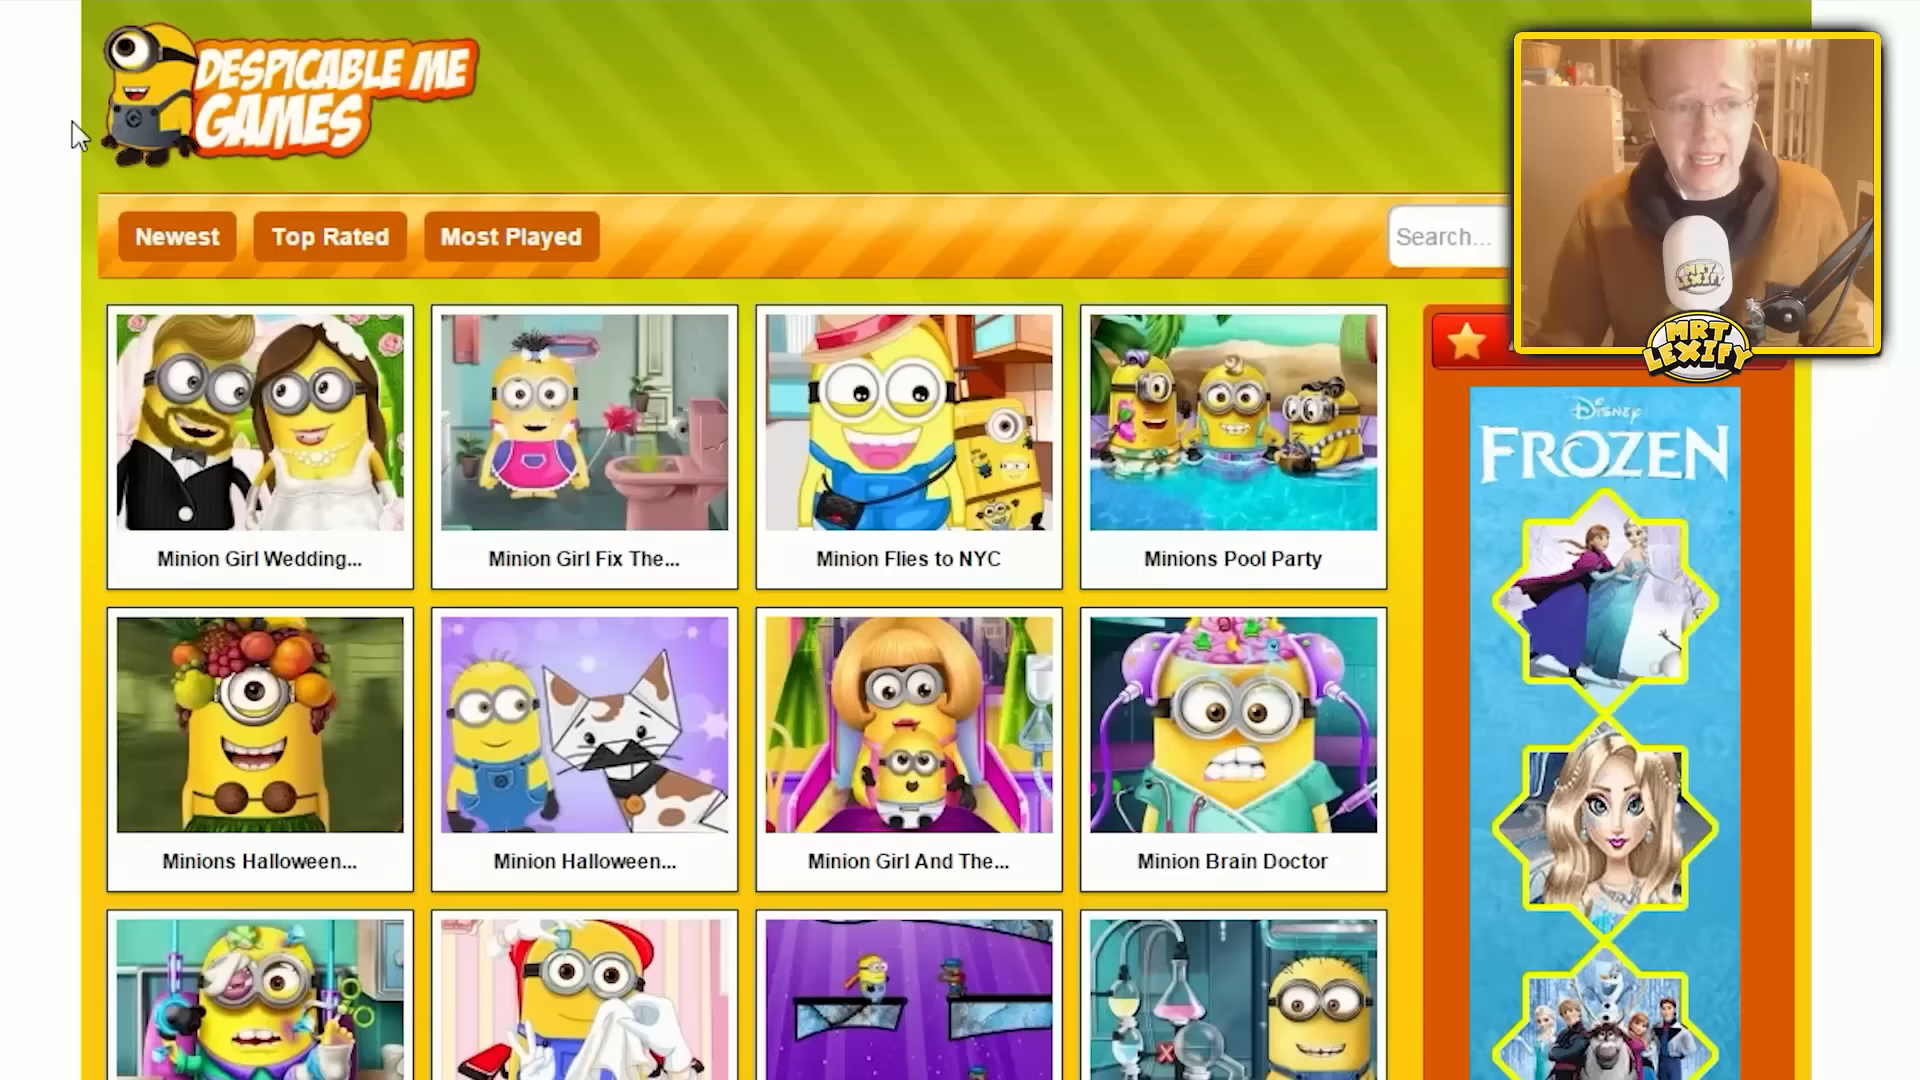 DESPICABLE ME
GAMES
Newest
Top Rated
Most Played
Search...
MRT
LEXIFY
MRT
LEXIFY
Disney
FROZEN
Minion Girl Wedding...
Minion Girl Fix The...
Minion Flies to NYC
Minions Pool Party
Minions Halloween...
Minion Halloween...
Minion Girl And The...
Minion Brain Doctor